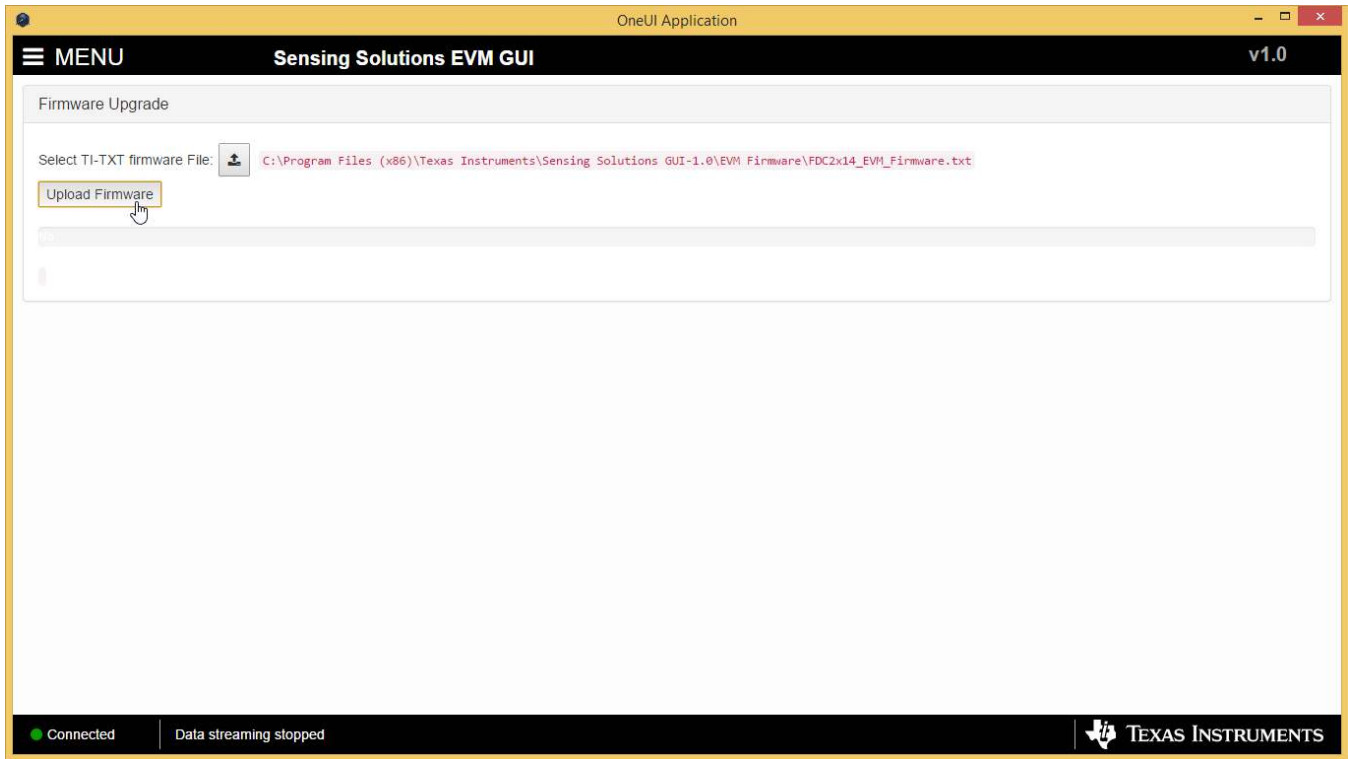 OneUI Application
MENU Sensing Solutions EVM GUI v1.0
Firmware Upgrade
Select TI-TXT firmware File: C:\Program Files (x86)\Texas Instruments\Sensing Solutions GUI-1.0\EVM Firmware\FDC2x14_EVM_Firmware.txt
Upload Firmware
Connected Data streaming stopped TEXAS INSTRUMENTS